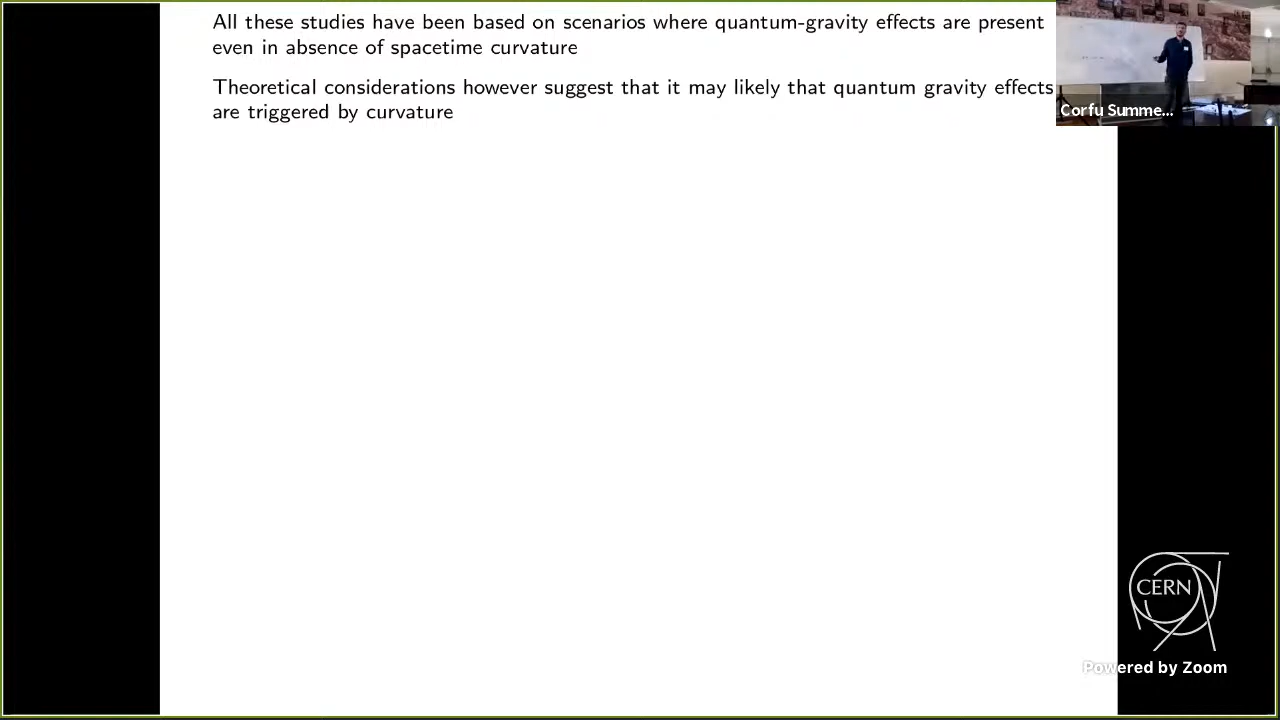 All these studies have been based on scenarios where quantum-gravity effects are present
even in absence of spacetime curvature
Theoretical considerations however suggest that it may likely that quantum gravity effects
are triggered by curvature
Corfu Summe...
CERN
Powered by Zoom